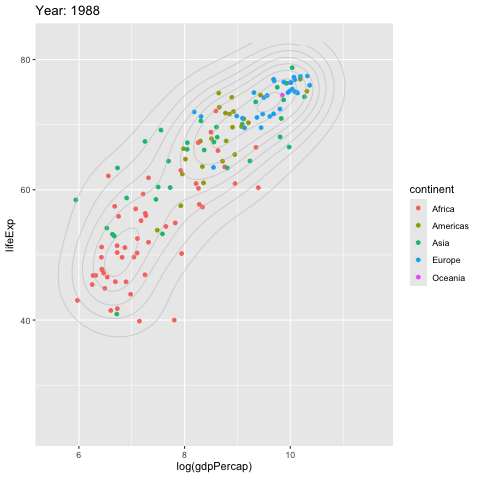 Year: 1988
80
60
40
lifeExp
6
8
10
log(gdpPercap)
continent
Africa
Americas
Asia
Europe
Oceania